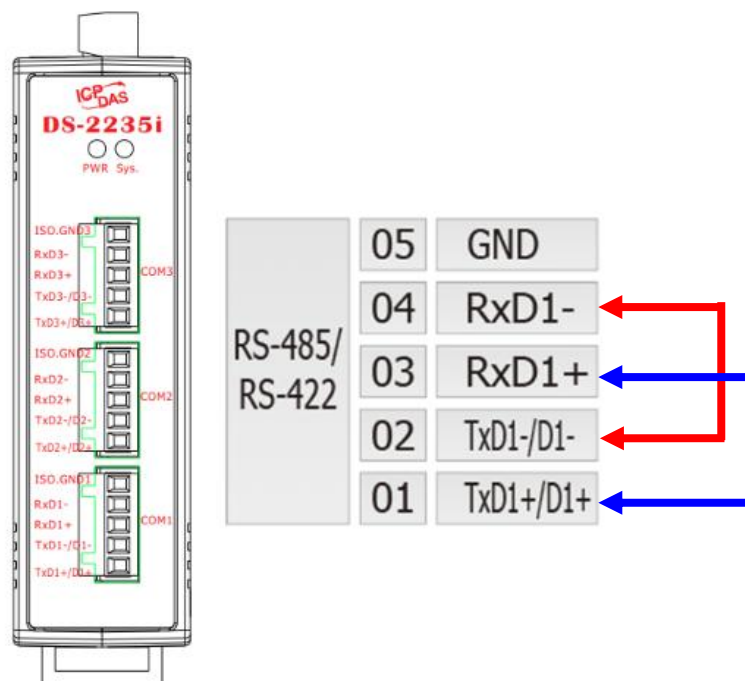 ICP DAS
DS-2235i
PWR Sys.
ISO.GND3
RxD3-
RxD3+
TxD3-/D3-
TxD3+/D3+
COM3
ISO.GND2
RxD2-
RxD2+
TxD2-/D2-
TxD2+/D2+
COM2
ISO.GND1
RxD1-
RxD1+
TxD1-/D1-
TxD1+/D1+
COM1
RS-485/
RS-422
05 GND
04 RxD1-
03 RxD1+
02 TxD1-/D1-
01 TxD1+/D1+